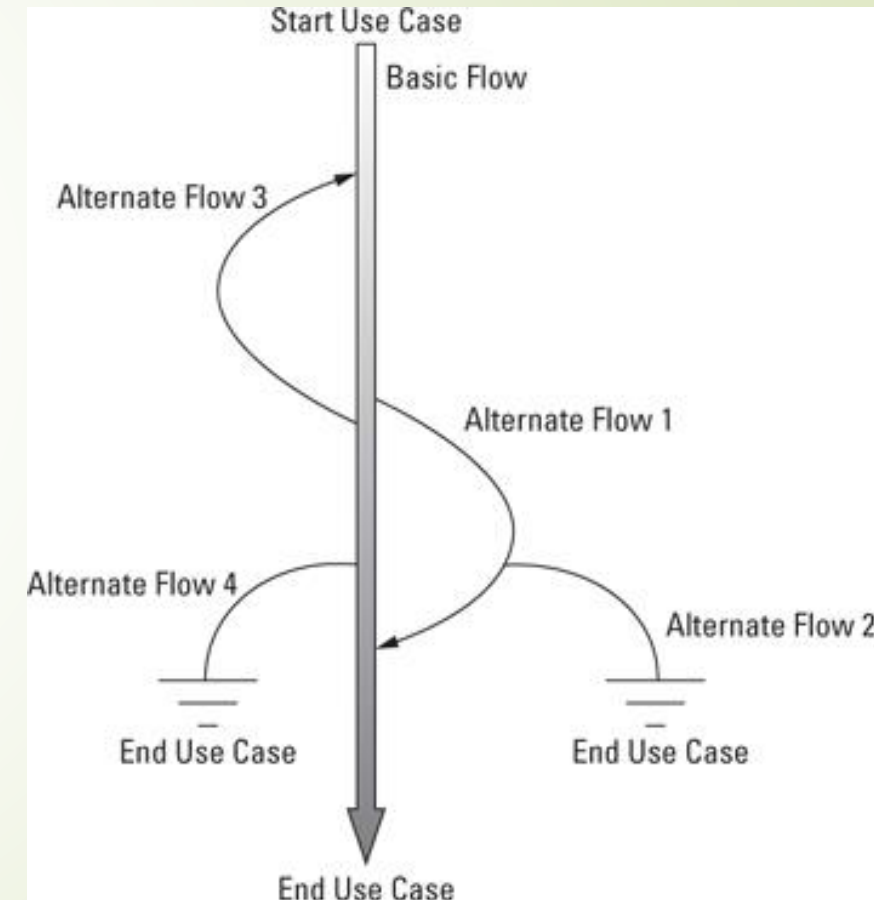 Start Use Case
Basic Flow
Alternate Flow 3
Alternate Flow 1
Alternate Flow 4
Alternate Flow 2
End Use Case
End Use Case
End Use Case